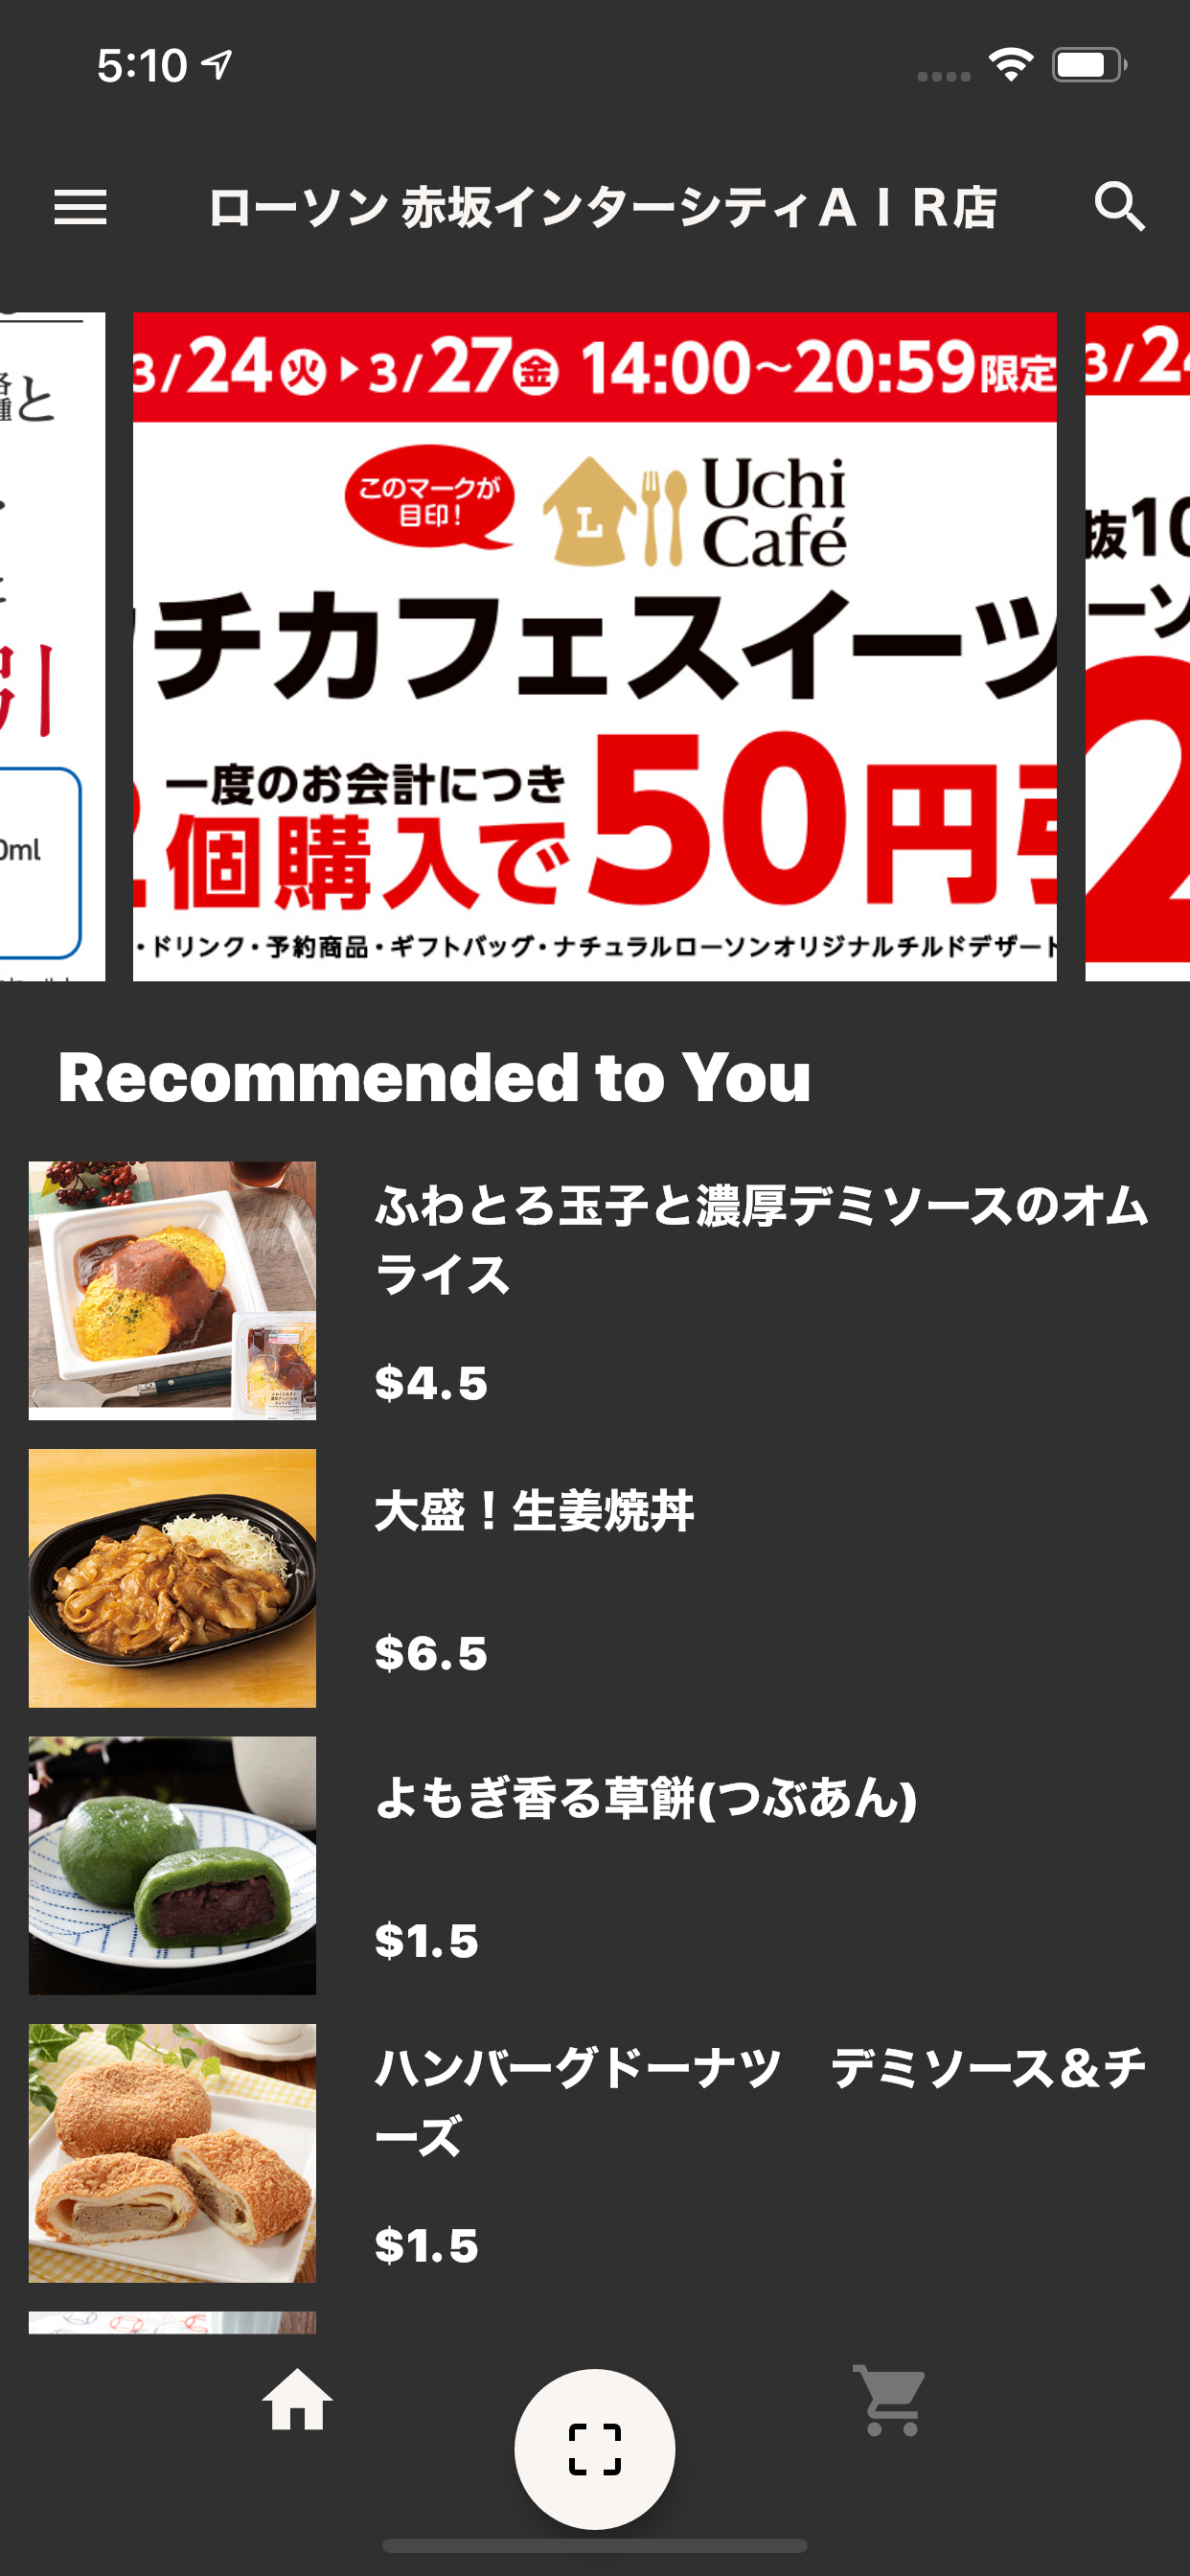 5:10
ローソン 赤坂インターシティＡＩＲ店
各種と
引
0ml
3/24火▶3/27金 14:00~20:59限定
このマークが
目印!
L
Uchi
Café
チカフェスイーツ
一度のお会計につき
2個購入で50円引
・ドリンク・予約商品・ギフトバッグ・ナチュラルローソンオリジナルチルドデザート
3/24
抜10
ーソ
2
Recommended to You
ふわとろ玉子と濃厚デミソースのオム
ライス
$4.5
大盛！生姜焼丼
$6.5
よもぎ香る草餅(つぶあん)
$1.5
ハンバーグドーナツ　デミソース&チ
ーズ
$1.5